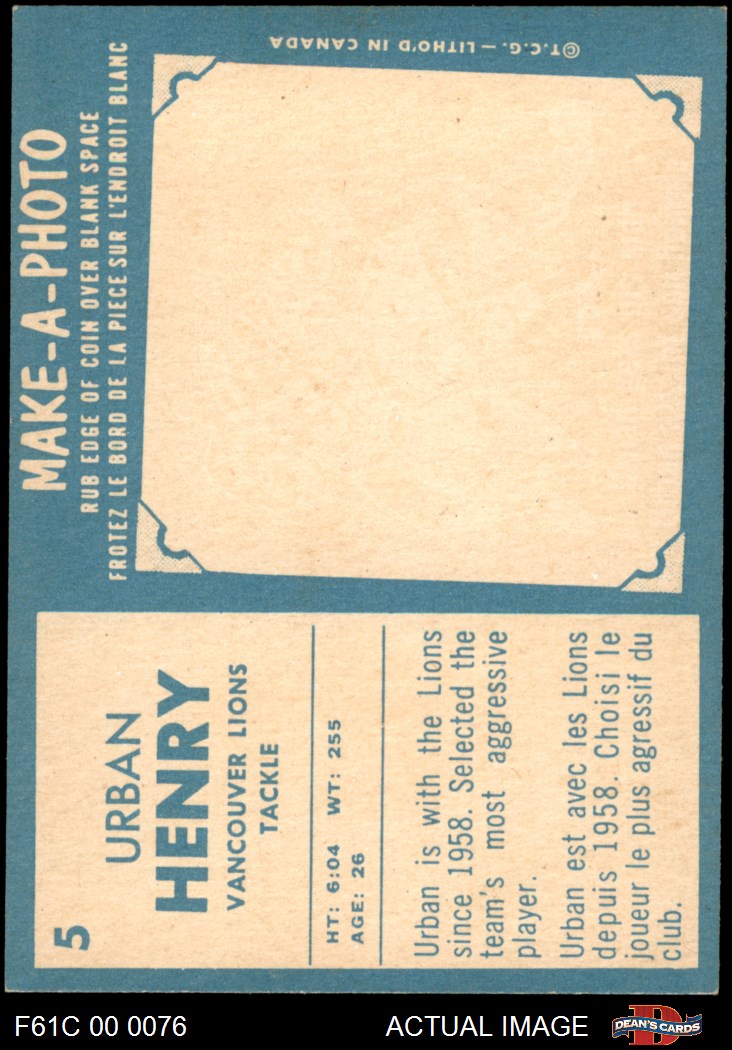 5
URBAN
HENRY
VANCOUVER LIONS
TACKLE
HT: 6:04 WT: 255
AGE: 26
Urban is with the Lions
since 1958. Selected the
team's most aggressive
player.
Urban est avec les Lions
depuis 1958. Choisi le
joueur le plus agressif du
club.
MAKE-A-PHOTO
RUB EDGE OF COIN OVER BLANK SPACE
FROTEZ LE BORD DE LA PIECE SUR L'ENDROIT BLANC
©T.C.G. — LITHO'D IN CANADA
F61C 00 0076
ACTUAL IMAGE
D
DEAN'S CARDS